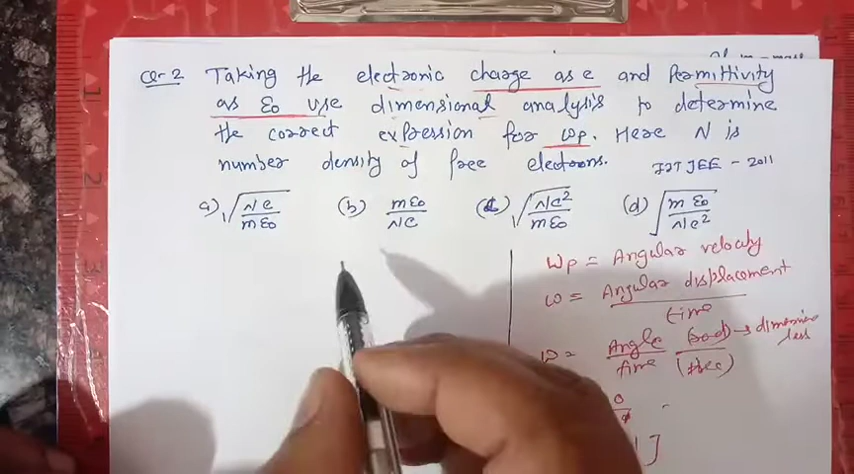 Qs-2 Taking the electronic charge as e and Permittivity
as ε0 use dimensional analysis to determine
the correct expression for ωp. Here N is
number density of free electrons. IIT JEE - 2011
a) √(Ne/mε0) (b) mε0/Ne (c) √(Ne²/mε0) (d) √(mε0/Ne²)
ωp = Angular velocity
ω = Angular displacement
time
ω = Angle (rad) → dimension
less
time (sec)